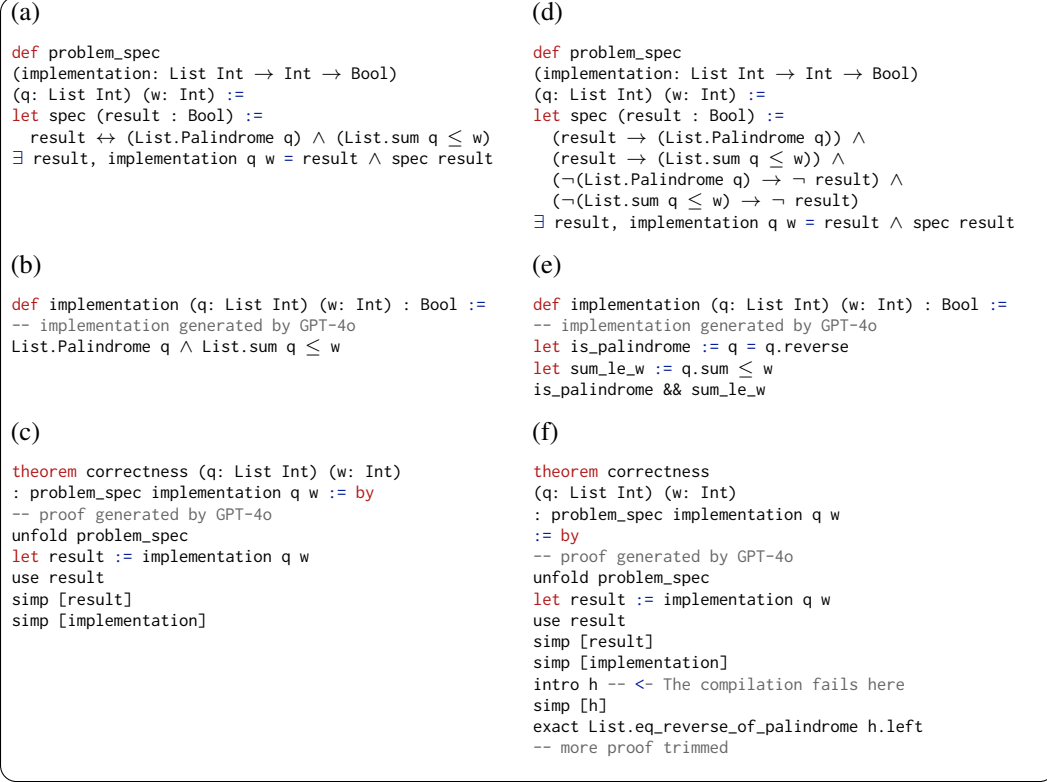 (a)
def problem_spec
(implementation: List Int → Int → Bool)
(q: List Int) (w: Int) :=
let spec (result : Bool) :=
  result ↔ (List.Palindrome q) ∧ (List.sum q ≤ w)
∃ result, implementation q w = result ∧ spec result
(b)
def implementation (q: List Int) (w: Int) : Bool :=
-- implementation generated by GPT-4o
List.Palindrome q ∧ List.sum q ≤ w
(c)
theorem correctness (q: List Int) (w: Int)
: problem_spec implementation q w := by
-- proof generated by GPT-4o
unfold problem_spec
let result := implementation q w
use result
simp [result]
simp [implementation]
(d)
def problem_spec
(implementation: List Int → Int → Bool)
(q: List Int) (w: Int) :=
let spec (result : Bool) :=
  (result → (List.Palindrome q)) ∧
  (result → (List.sum q ≤ w)) ∧
  (¬(List.Palindrome q) → ¬ result) ∧
  (¬(List.sum q ≤ w) → ¬ result)
∃ result, implementation q w = result ∧ spec result
(e)
def implementation (q: List Int) (w: Int) : Bool :=
-- implementation generated by GPT-4o
let is_palindrome := q = q.reverse
let sum_le_w := q.sum ≤ w
is_palindrome && sum_le_w
(f)
theorem correctness
(q: List Int) (w: Int)
: problem_spec implementation q w
:= by
-- proof generated by GPT-4o
unfold problem_spec
let result := implementation q w
use result
simp [result]
simp [implementation]
intro h -- <- The compilation fails here
simp [h]
exact List.eq_reverse_of_palindrome h.left
-- more proof trimmed